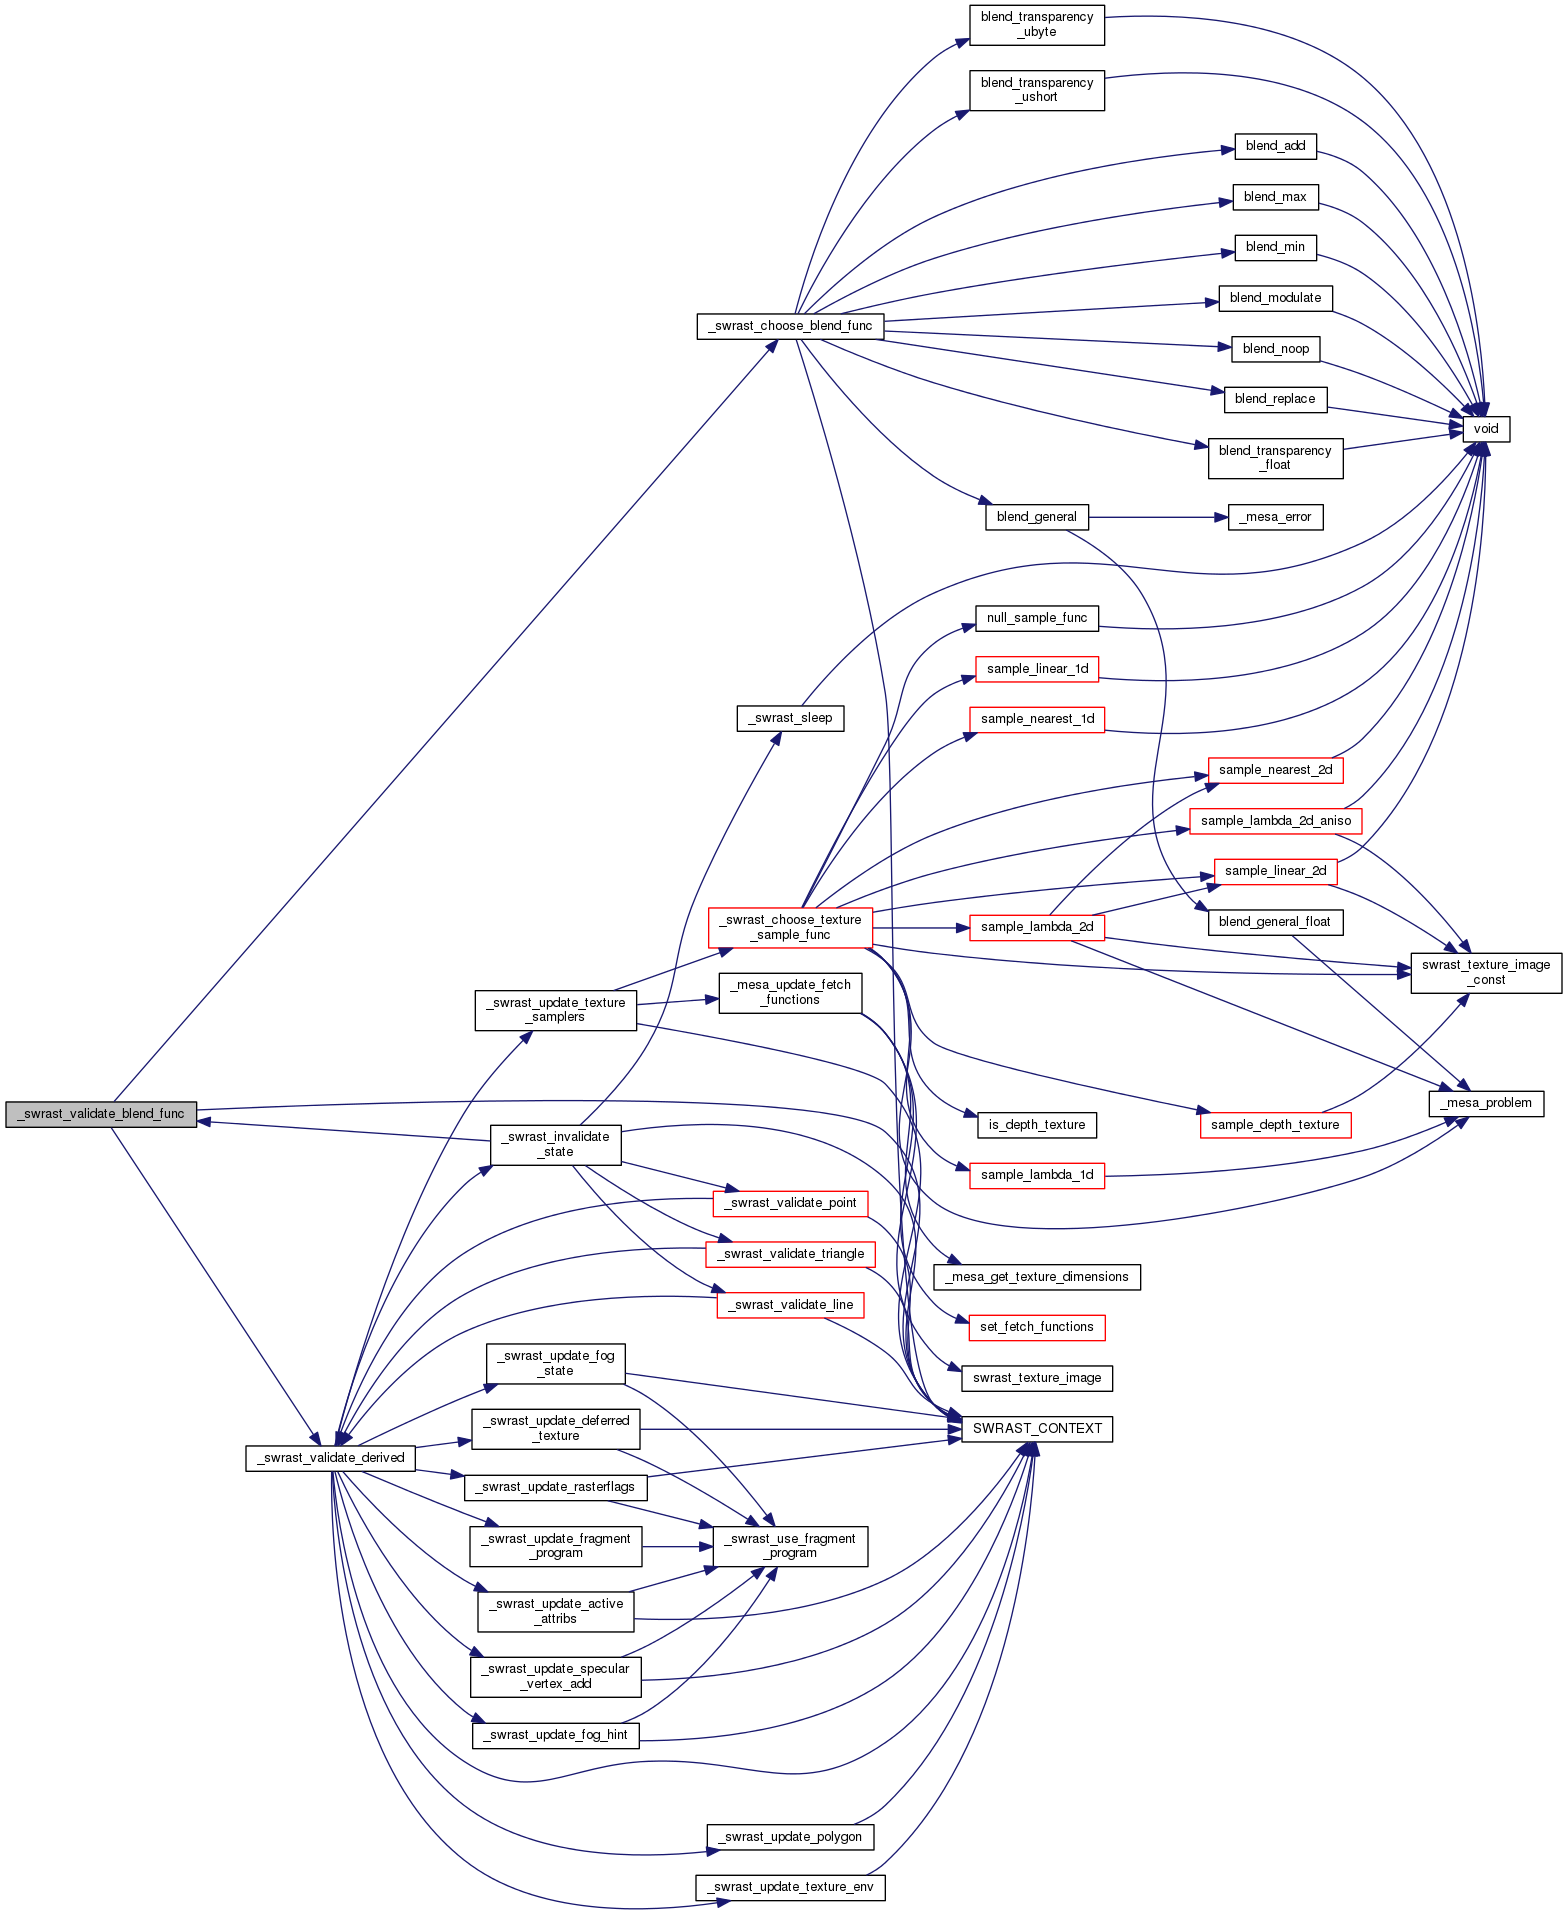 blend_transparency
_ubyte
blend_transparency
_ushort
blend_add
blend_max
blend_min
blend_modulate
_swrast_choose_blend_func
blend_noop
blend_replace
void
blend_transparency
_float
blend_general
_mesa_error
null_sample_func
sample_linear_1d
_swrast_sleep
sample_nearest_1d
sample_nearest_2d
sample_lambda_2d_aniso
sample_linear_2d
_swrast_choose_texture
_sample_func
sample_lambda_2d
blend_general_float
swrast_texture_image
_const
_mesa_update_fetch
_functions
_swrast_update_texture
_samplers
_mesa_problem
_swrast_validate_blend_func
is_depth_texture
sample_depth_texture
_swrast_invalidate
_state
sample_lambda_1d
_swrast_validate_point
_swrast_validate_triangle
_mesa_get_texture_dimensions
_swrast_validate_line
set_fetch_functions
_swrast_update_fog
_state
swrast_texture_image
_swrast_update_deferred
_texture
SWRAST_CONTEXT
_swrast_validate_derived
_swrast_update_rasterflags
_swrast_update_fragment
_program
_swrast_use_fragment
_program
_swrast_update_active
_attribs
_swrast_update_specular
_vertex_add
_swrast_update_fog_hint
_swrast_update_polygon
_swrast_update_texture_env